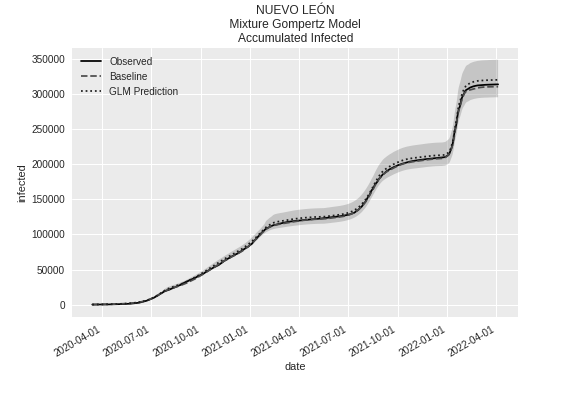 NUEVO LEÓN
Mixture Gompertz Model
Accumulated Infected
350000
300000
250000
200000
150000
100000
50000
0
infected
Observed
Baseline
GLM Prediction
2020-04-01
2020-07-01
2020-10-01
2021-01-01
2021-04-01
2021-07-01
2021-10-01
2022-01-01
2022-04-01
date